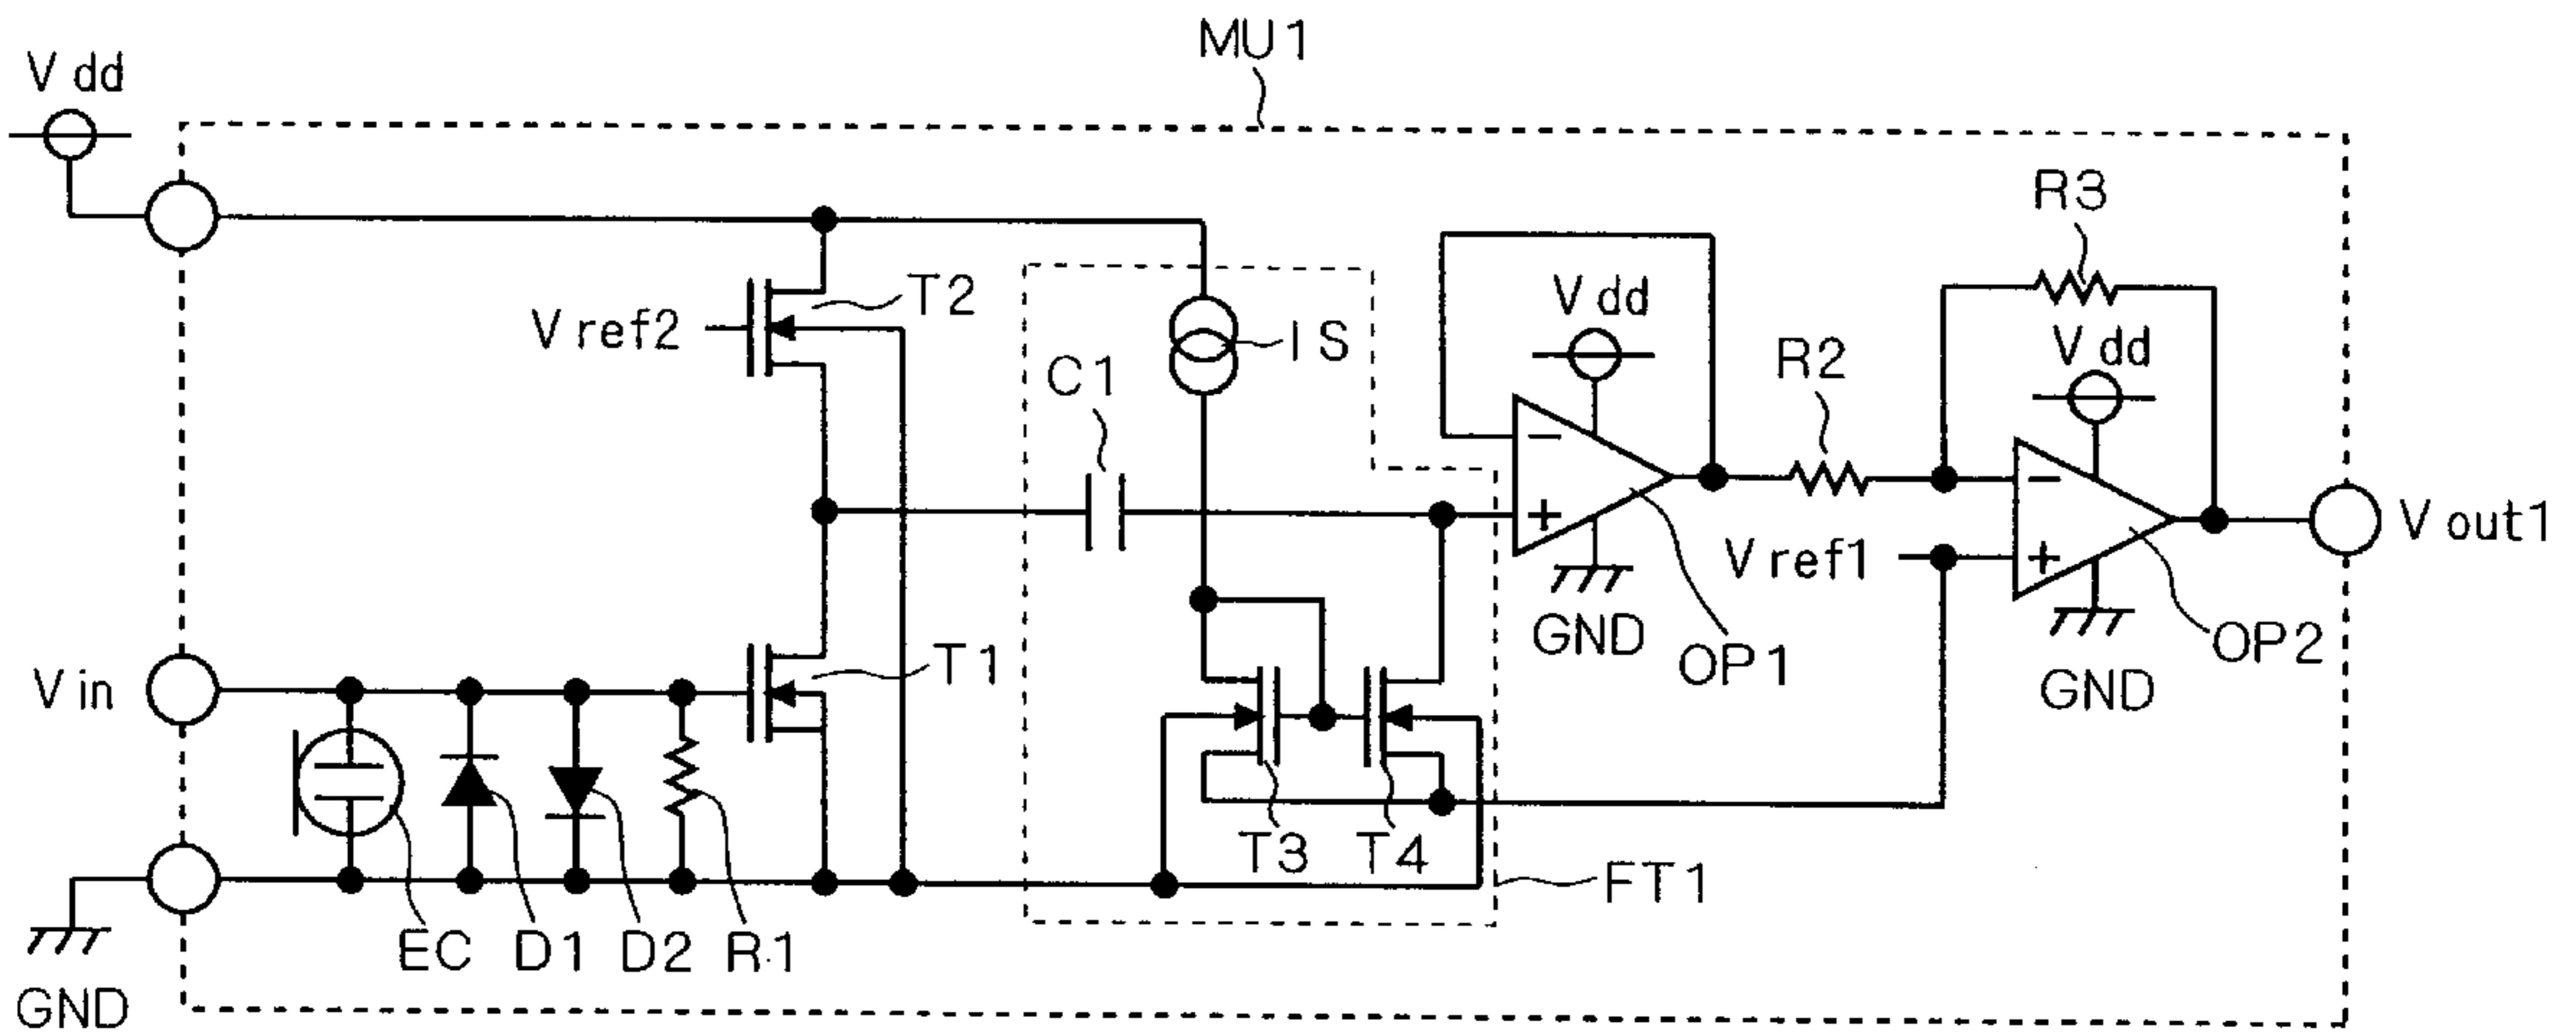 MU1
Vdd
R3
T2
Vdd
Vref2
IS
Vdd
C1
R2
Vout1
Vref1
GND
T1
OP1
OP2
Vin
GND
T3
T4
FT1
EC
D1
D2
R1
GND